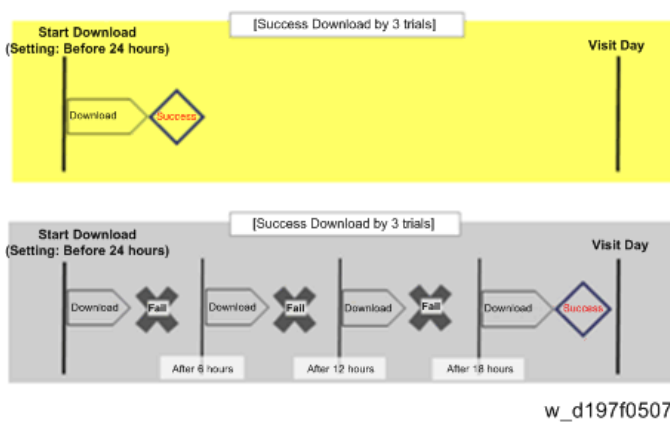 [Success Download by 3 trials]
Start Download
(Setting: Before 24 hours)
Visit Day
Download
Success
[Success Download by 3 trials]
Start Download
(Setting: Before 24 hours)
Visit Day
Download
Fail
Download
Fail
Download
Fail
Download
Success
After 6 hours
After 12 hours
After 18 hours
w_d197f0507